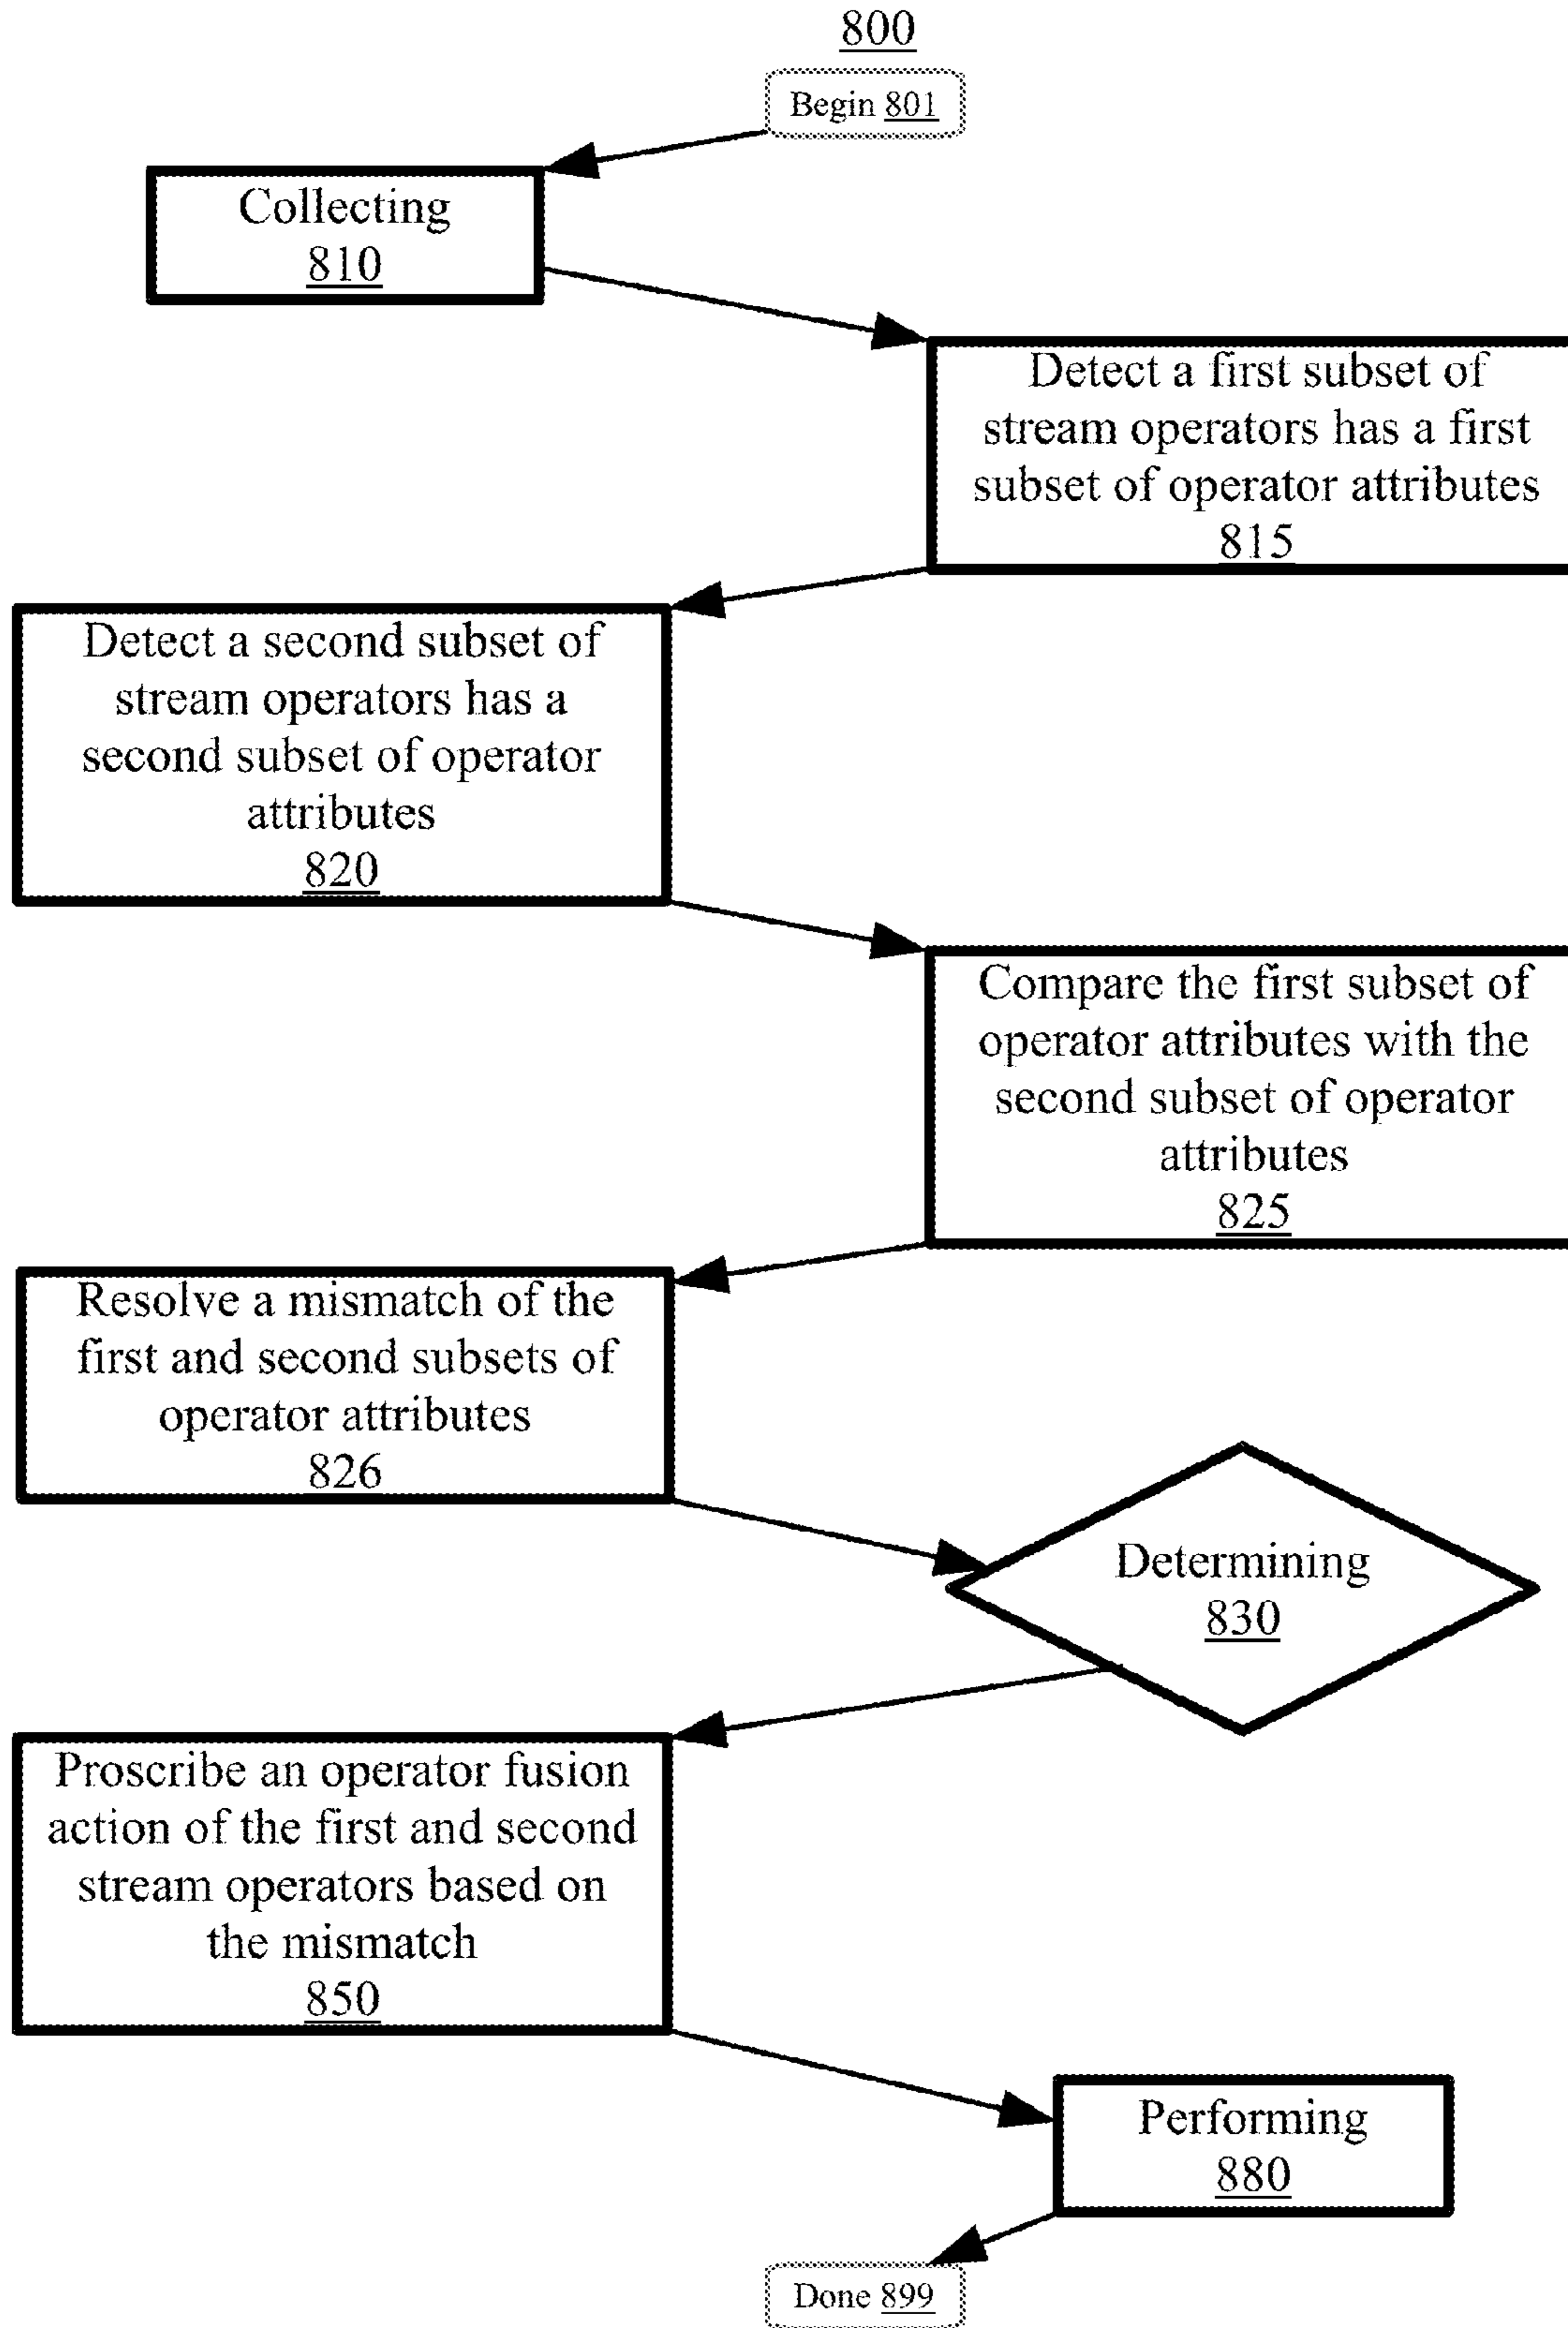 800
Begin 801
Collecting
810
Detect a first subset of
stream operators has a first
subset of operator attributes
815
Detect a second subset of
stream operators has a
second subset of operator
attributes
820
Compare the first subset of
operator attributes with the
second subset of operator
attributes
825
Resolve a mismatch of the
first and second subsets of
operator attributes
826
Determining
830
Proscribe an operator fusion
action of the first and second
stream operators based on
the mismatch
850
Performing
880
Done 899